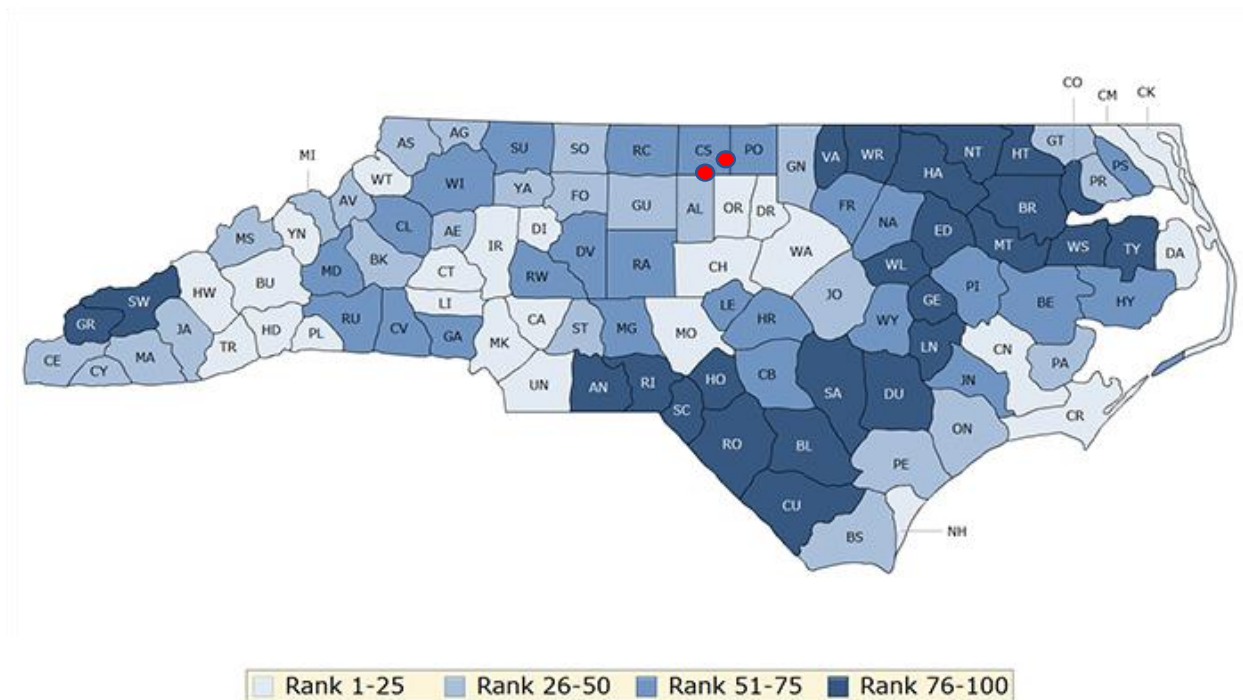 CO
CM
CK
MI
AS
AG
SU
SO
RC
CS
PO
GN
VA
WR
HA
NT
HT
GT
PS
PR
WT
WI
YA
FO
GU
AL
OR
DR
FR
NA
BR
AV
CL
AE
IR
DI
DV
RA
CH
WA
ED
MT
WS
TY
DA
MS
YN
BK
MD
CT
RW
WL
SW
HW
BU
LI
LE
JO
GE
PI
BE
HY
GR
JA
TR
HD
PL
RU
CV
GA
CA
ST
MG
MO
HR
WY
LN
CE
CY
MA
MK
UN
AN
RI
HO
CB
SA
DU
JN
CN
PA
SC
RO
BL
ON
CR
PE
CU
BS
NH
Rank 1-25 Rank 26-50 Rank 51-75 Rank 76-100